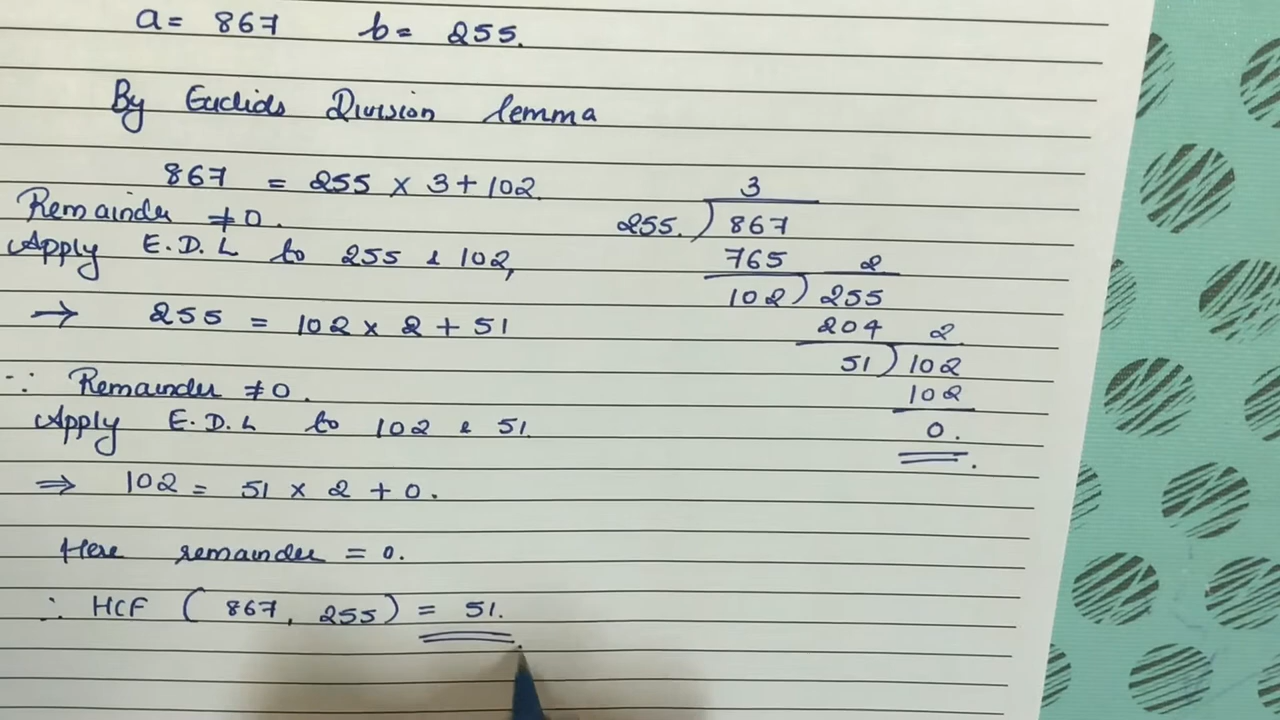 a = 867 b = 255.
By Euclids Division lemma
867 = 255 × 3 + 102
Remainder ≠ 0.
Apply E.D.L to 255 & 102,
→ 255 = 102 × 2 + 51
∵ Remainder ≠ 0.
Apply E.D.L to 102 & 51.
⇒ 102 = 51 × 2 + 0.
Here remainder = 0.
∴ HCF (867, 255) = 51.
3
255. ) 867
765 2
102 ) 255
204 2
51 ) 102
102
0.